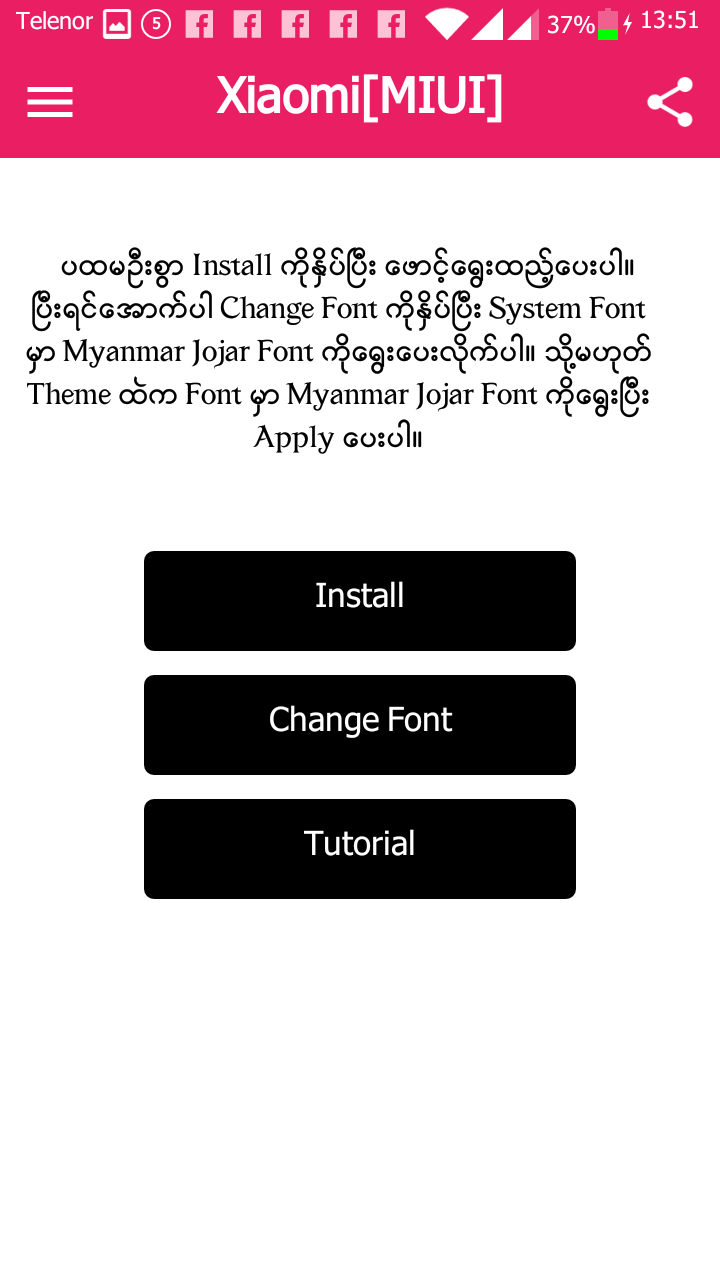 Telenor 5 37% 13:51
Xiaomi[MIUI]
ပထမဦးစွာ Install ကိုနှိပ်ပြီး ဖောင့်ရွေးထည့်ပေးပါ။
ပြီးရင်အောက်ပါ Change Font ကိုနှိပ်ပြီး System Font
မှာ Myanmar Jojar Font ကိုရွေးပေးလိုက်ပါ။ သို့မဟုတ်
Theme ထဲက Font မှာ Myanmar Jojar Font ကိုရွေးပြီး
Apply ပေးပါ။
Install
Change Font
Tutorial